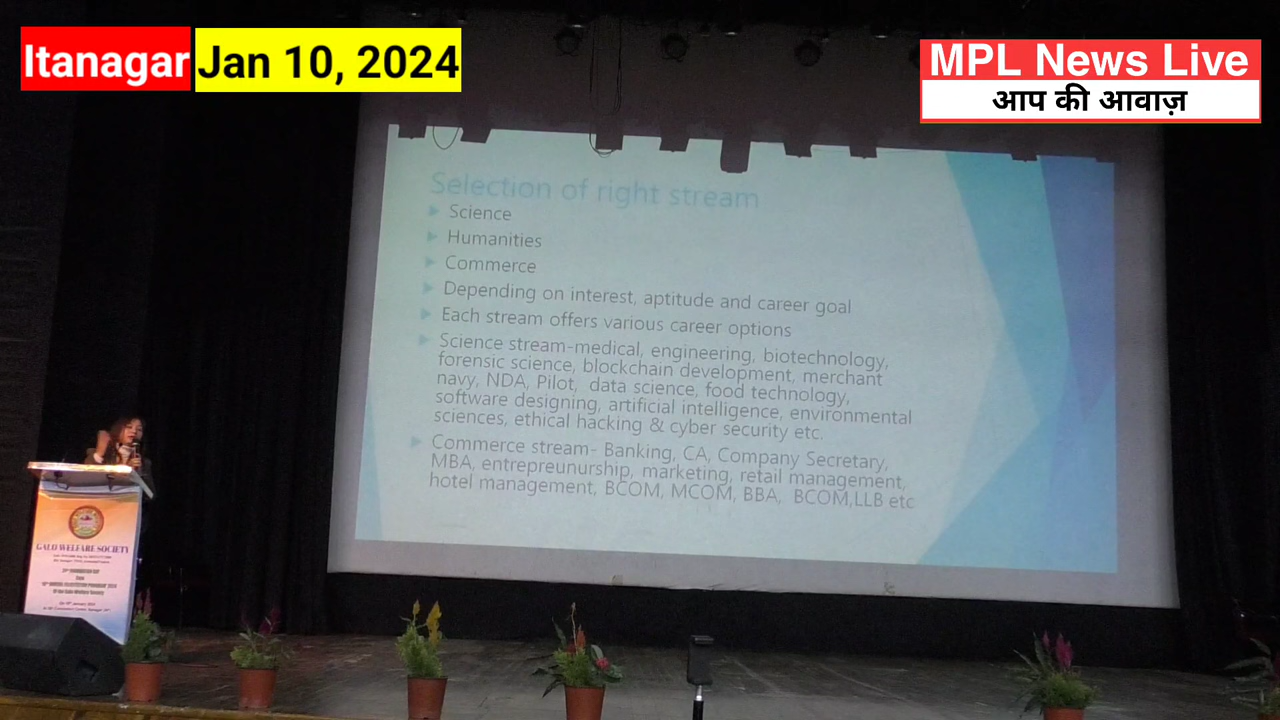 Itanagar Jan 10, 2024
MPL News Live
आप की आवाज़
Selection of right stream
Science
Humanities
Commerce
Depending on interest, aptitude and career goal
Each stream offers various career options
Science stream-medical, engineering, biotechnology,
forensic science, blockchain development, merchant
navy, NDA, Pilot, data science, food technology,
software designing, artificial intelligence, environmental
sciences, ethical hacking & cyber security etc.
Commerce stream- Banking, CA, Company Secretary,
MBA, entrepreunurship, marketing, retail management,
hotel management, BCOM, MCOM, BBA, BCOM,LLB etc
GALO WELFARE SOCIETY